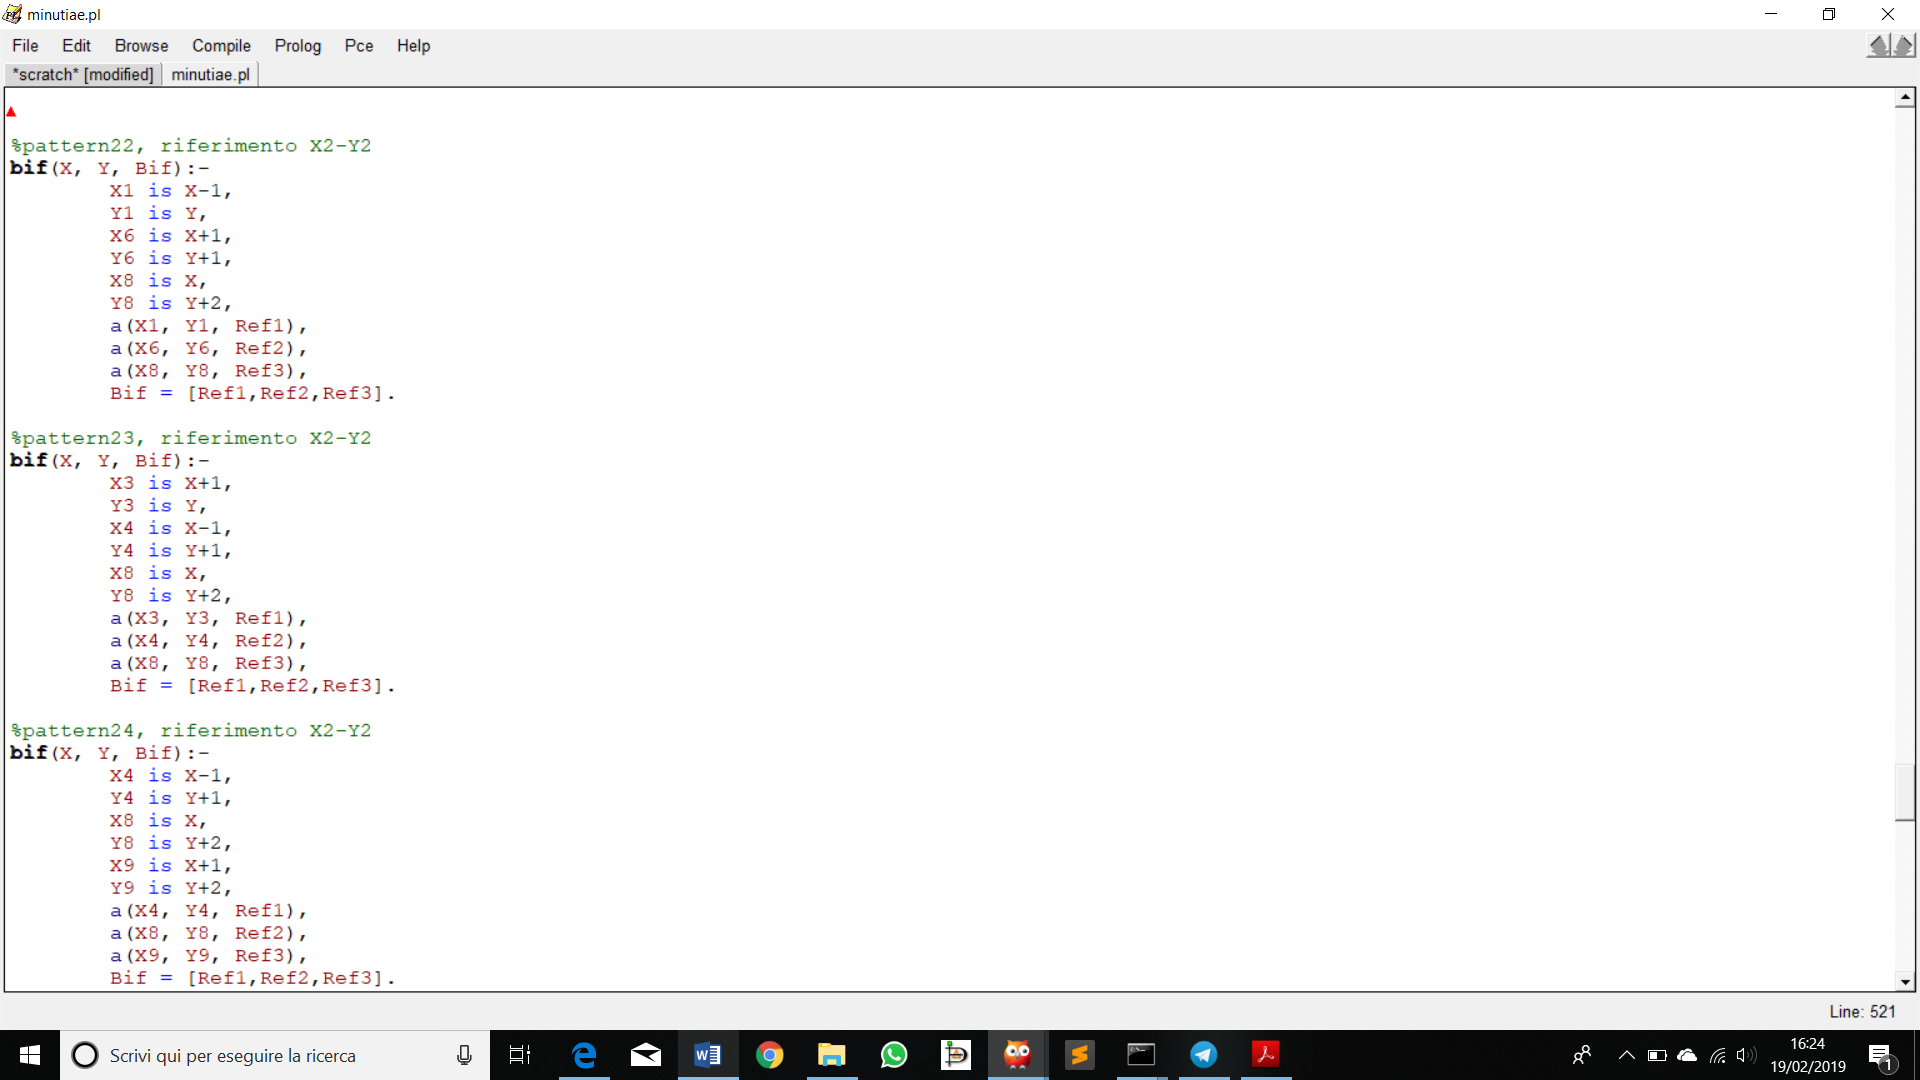 minutiae.pl
File Edit Browse Compile Prolog Pce Help
*scratch* [modified] minutiae.pl
%pattern22, riferimento X2-Y2
bif(X, Y, Bif):-
X1 is X-1,
Y1 is Y,
X6 is X+1,
Y6 is Y+1,
X8 is X,
Y8 is Y+2,
a(X1, Y1, Ref1),
a(X6, Y6, Ref2),
a(X8, Y8, Ref3),
Bif = [Ref1,Ref2,Ref3].
%pattern23, riferimento X2-Y2
bif(X, Y, Bif):-
X3 is X+1,
Y3 is Y,
X4 is X-1,
Y4 is Y+1,
X8 is X,
Y8 is Y+2,
a(X3, Y3, Ref1),
a(X4, Y4, Ref2),
a(X8, Y8, Ref3),
Bif = [Ref1,Ref2,Ref3].
%pattern24, riferimento X2-Y2
bif(X, Y, Bif):-
X4 is X-1,
Y4 is Y+1,
X8 is X,
Y8 is Y+2,
X9 is X+1,
Y9 is Y+2,
a(X4, Y4, Ref1),
a(X8, Y8, Ref2),
a(X9, Y9, Ref3),
Bif = [Ref1,Ref2,Ref3].
Line: 521
Scrivi qui per eseguire la ricerca
16:24
19/02/2019
1